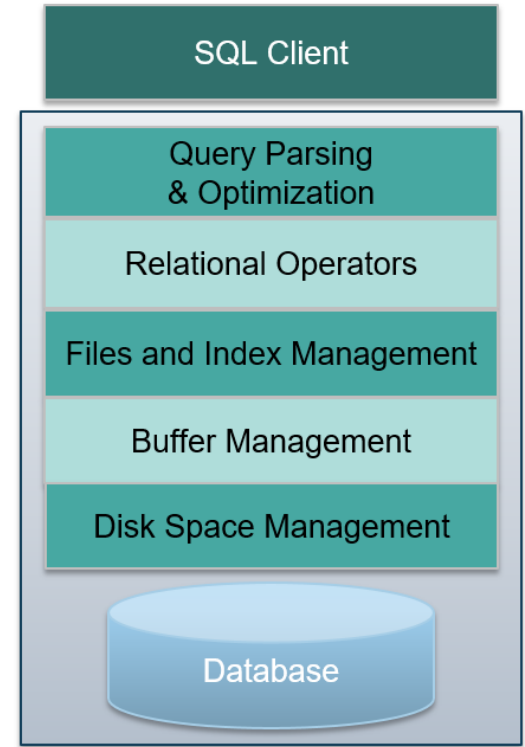 SQL Client
Query Parsing
& Optimization
Relational Operators
Files and Index Management
Buffer Management
Disk Space Management
Database